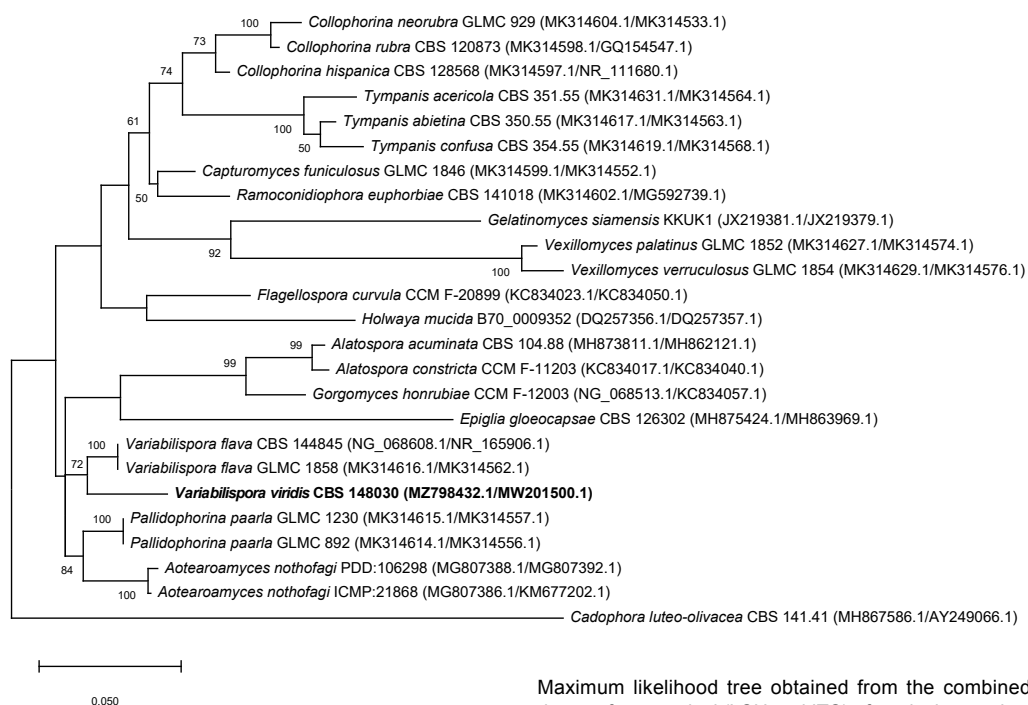 100 Collophorina neorubra GLMC 929 (MK314604.1/MK314533.1)
73 Collophorina rubra CBS 120873 (MK314598.1/GQ154547.1)
74 Collophorina hispanica CBS 128568 (MK314597.1/NR_111680.1)
Tympanis acericola CBS 351.55 (MK314631.1/MK314564.1)
61 100 Tympanis abietina CBS 350.55 (MK314617.1/MK314563.1)
50 Tympanis confusa CBS 354.55 (MK314619.1/MK314568.1)
Capturomyces funiculosus GLMC 1846 (MK314599.1/MK314552.1)
50 Ramoconidiophora euphorbiae CBS 141018 (MK314602.1/MG592739.1)
Gelatinomyces siamensis KKUK1 (JX219381.1/JX219379.1)
92 Vexillomyces palatinus GLMC 1852 (MK314627.1/MK314574.1)
100 Vexillomyces verruculosus GLMC 1854 (MK314629.1/MK314576.1)
Flagellospora curvula CCM F-20899 (KC834023.1/KC834050.1)
Holwaya mucida B70_0009352 (DQ257356.1/DQ257357.1)
99 Alatospora acuminata CBS 104.88 (MH873811.1/MH862121.1)
99 Alatospora constricta CCM F-11203 (KC834017.1/KC834040.1)
Gorgomyces honrubiae CCM F-12003 (NG_068513.1/KC834057.1)
Epiglia gloeocapsae CBS 126302 (MH875424.1/MH863969.1)
100 Variabilispora flava CBS 144845 (NG_068608.1/NR_165906.1)
72 Variabilispora flava GLMC 1858 (MK314616.1/MK314562.1)
Variabilispora viridis CBS 148030 (MZ798432.1/MW201500.1)
100 Pallidophorina paarla GLMC 1230 (MK314615.1/MK314557.1)
Pallidophorina paarla GLMC 892 (MK314614.1/MK314556.1)
84 Aotearoamyces nothofagi PDD:106298 (MG807388.1/MG807392.1)
100 Aotearoamyces nothofagi ICMP:21868 (MG807386.1/KM677202.1)
Cadophora luteo-olivacea CBS 141.41 (MH867586.1/AY249066.1)
0.050
Maximum likelihood tree obtained from the combined